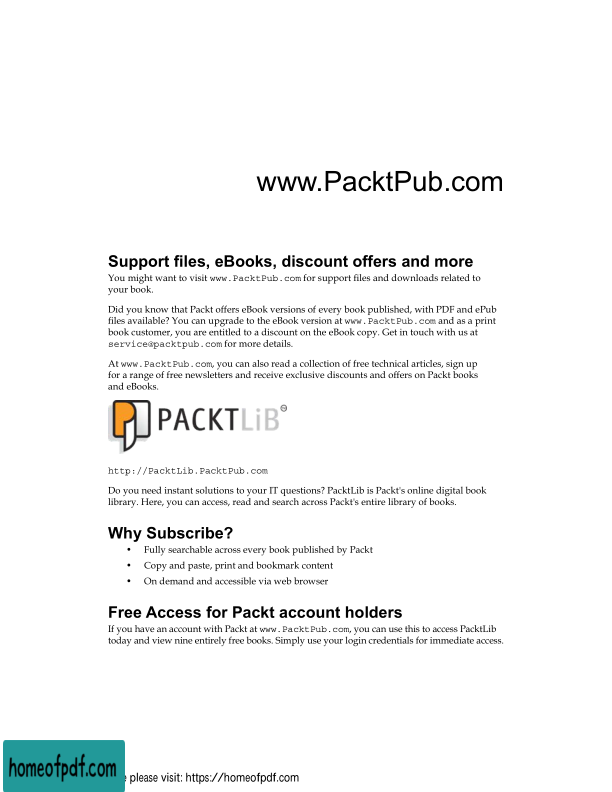 www.PacktPub.com
Support files, eBooks, discount offers and more
You might want to visit www.PacktPub.com for support files and downloads related to
your book.
Did you know that Packt offers eBook versions of every book published, with PDF and ePub
files available? You can upgrade to the eBook version at www.PacktPub.com and as a print
book customer, you are entitled to a discount on the eBook copy. Get in touch with us at
service@packtpub.com for more details.
At www.PacktPub.com, you can also read a collection of free technical articles, sign up
for a range of free newsletters and receive exclusive discounts and offers on Packt books
and eBooks.
PACKTLiB
http://PacktLib.PacktPub.com
Do you need instant solutions to your IT questions? PacktLib is Packt's online digital book
library. Here, you can access, read and search across Packt's entire library of books.
Why Subscribe?
• Fully searchable across every book published by Packt
• Copy and paste, print and bookmark content
• On demand and accessible via web browser
Free Access for Packt account holders
If you have an account with Packt at www.PacktPub.com, you can use this to access PacktLib
today and view nine entirely free books. Simply use your login credentials for immediate access.
homeofpdf.com
please visit: https://homeofpdf.com